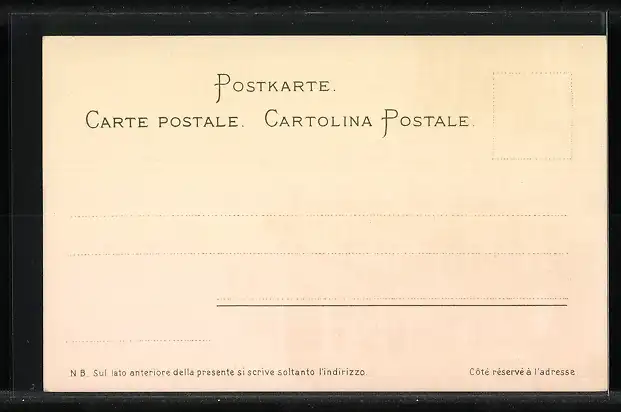 POSTKARTE.
CARTE POSTALE. CARTOLINA POSTALE.
N B. Sul lato anteriore della presente si scrive soltanto l'indirizzo.
Côté réservé à l'adresse